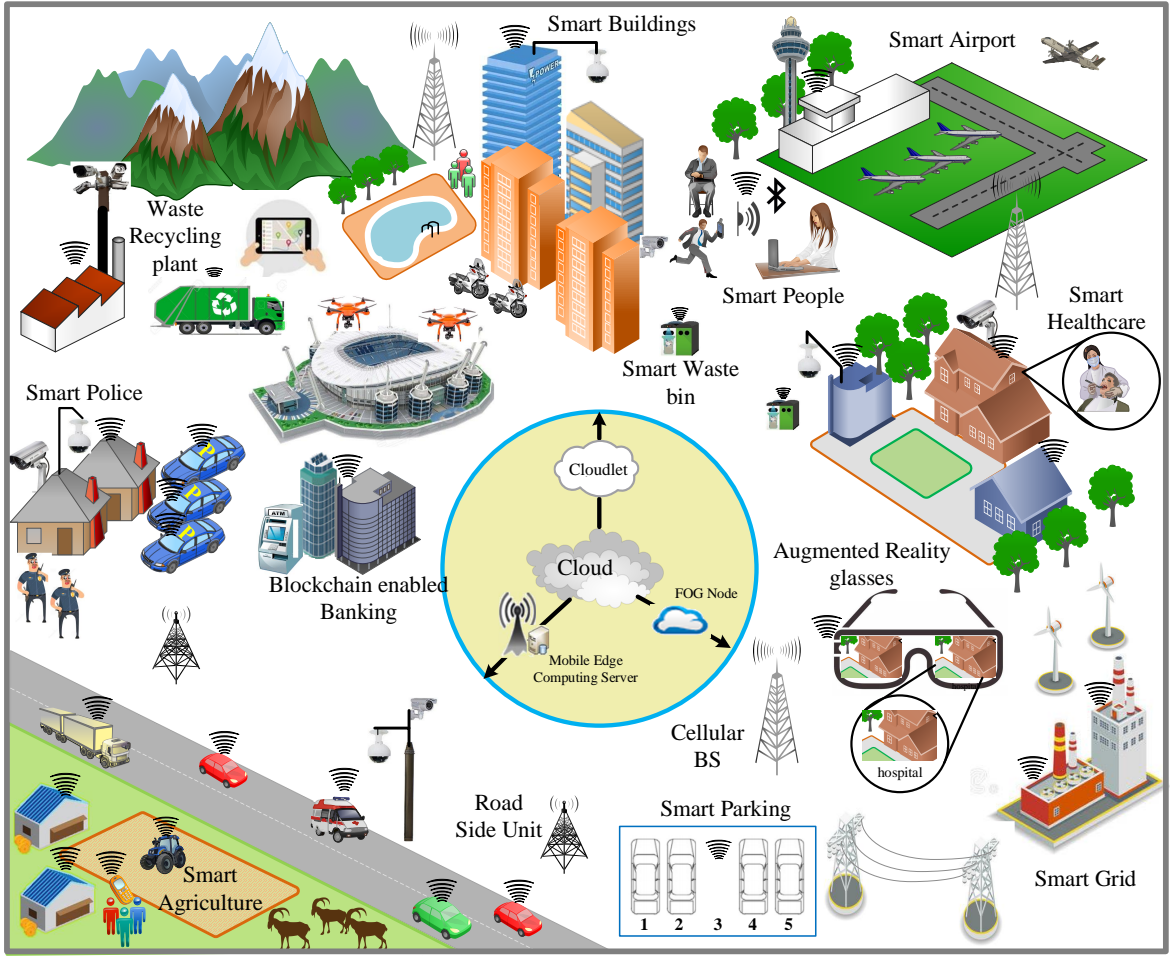 Smart Buildings
POWER
Smart Airport
Waste
Recycling
plant
Smart People
Smart
Healthcare
Smart Waste
bin
Smart Police
P
P
P
ATM
Blockchain enabled
Banking
Cloudlet
Cloud
FOG Node
Mobile Edge
Computing Server
Augmented Reality
glasses
hospital
Cellular
BS
Road
Side Unit
Smart Parking
1 2 3 4 5
Smart Grid
Smart
Agriculture